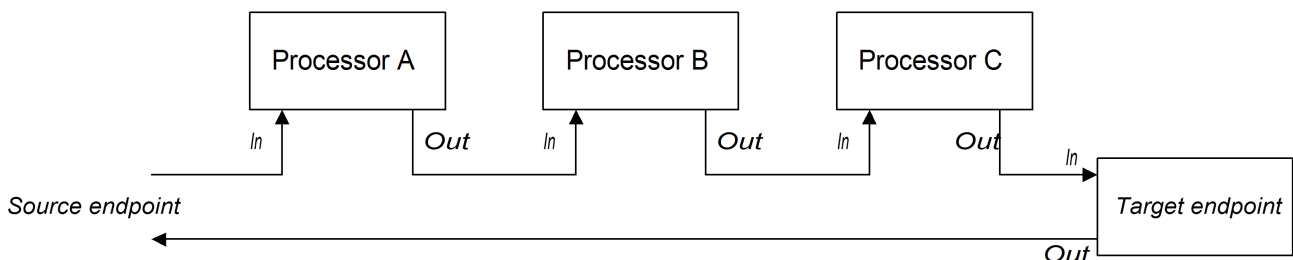 Processor A
Processor B
Processor C
In
Out
In
Out
In
Out
In
Source endpoint
Target endpoint
Out